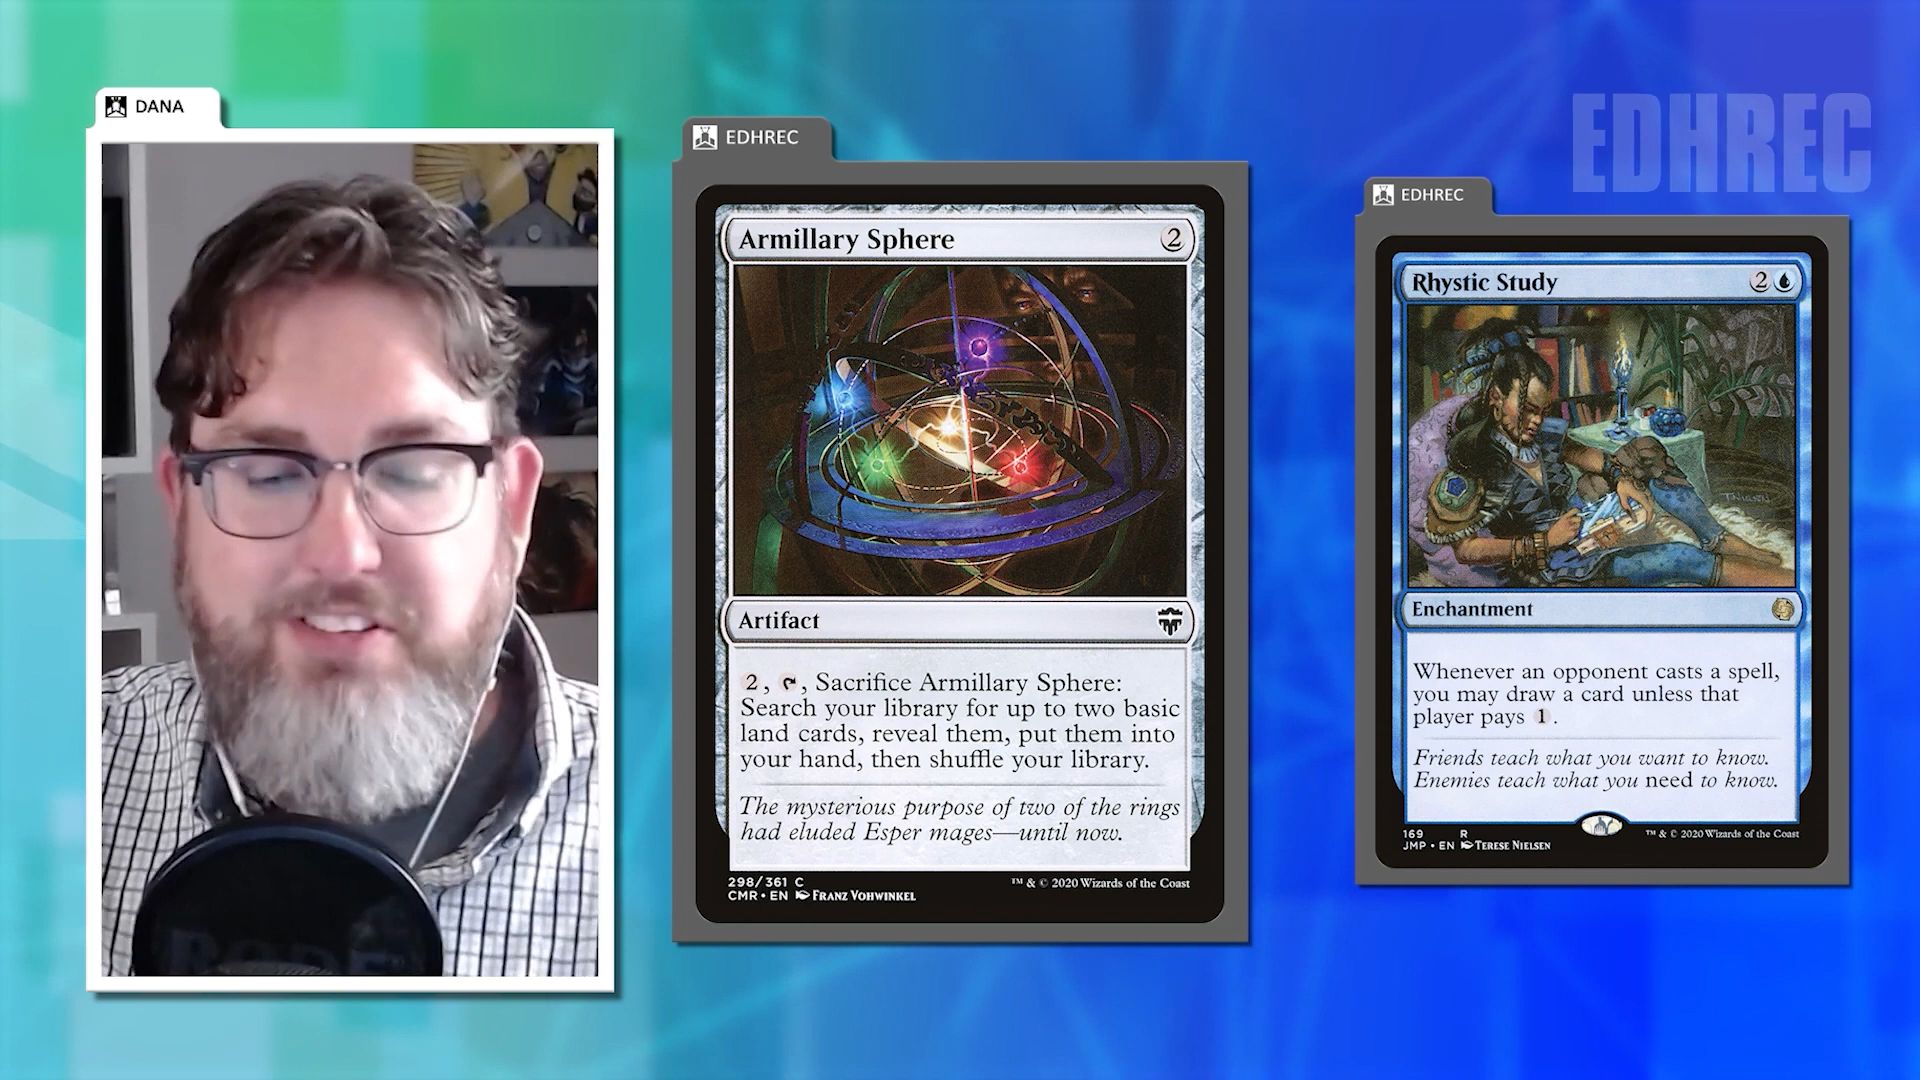 DANA
EDHREC
Armillary Sphere 2
Artifact
2, , Sacrifice Armillary Sphere:
Search your library for up to two basic
land cards, reveal them, put them into
your hand, then shuffle your library.
The mysterious purpose of two of the rings
had eluded Esper mages—until now.
298/361 C
CMR • EN FRANZ VOHWINKEL
™ & © 2020 Wizards of the Coast
EDHREC
EDHREC
Rhystic Study 2
T.NIELSEN
Enchantment
Whenever an opponent casts a spell,
you may draw a card unless that
player pays 1.
Friends teach what you want to know.
Enemies teach what you need to know.
169 R
JMP • EN TERESE NIELSEN
™ & © 2020 Wizards of the Coast
RODE